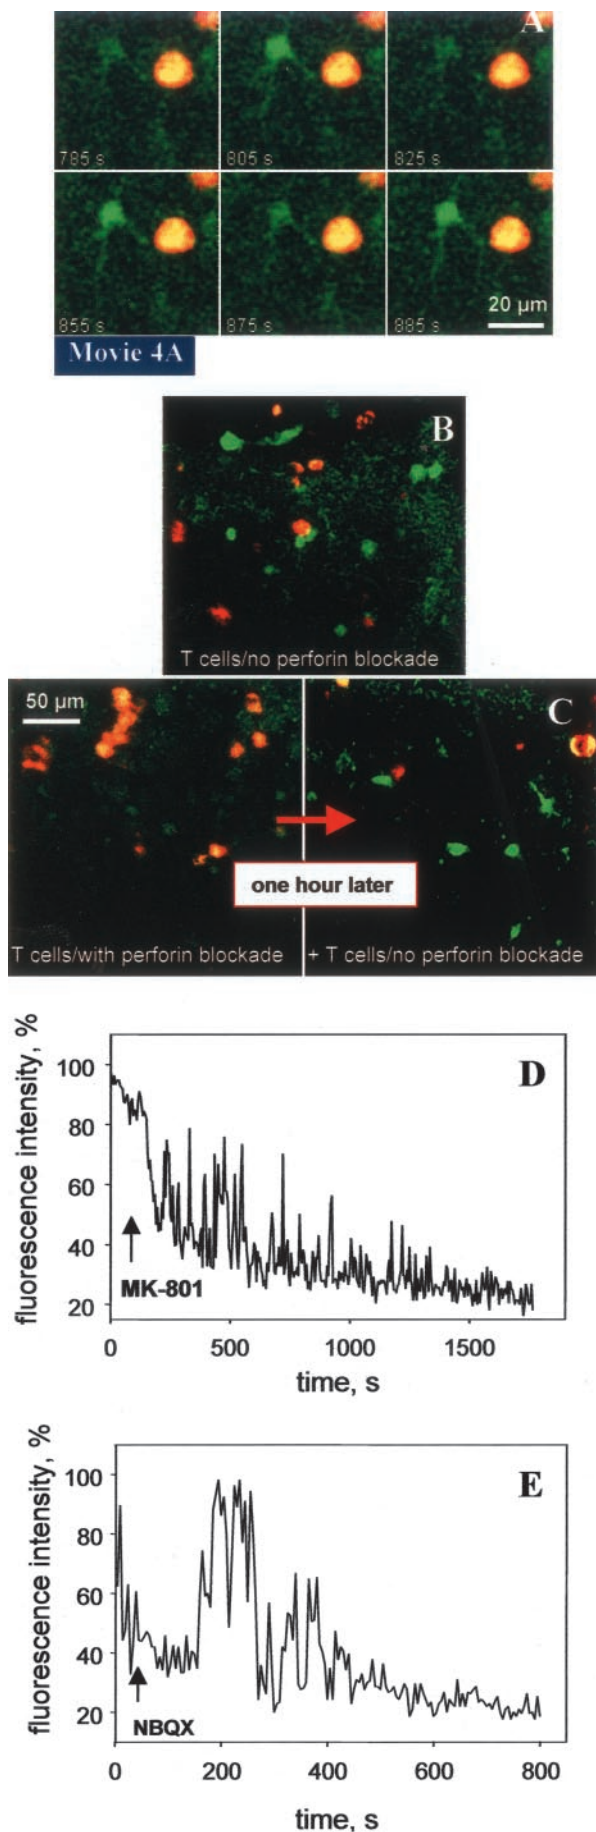 A
785 s 805 s 825 s
855 s 875 s 885 s
20 µm
Movie 4A
B
T cells/no perforin blockade
50 µm
C
one hour later
T cells/with perforin blockade + T cells/no perforin blockade
D
fluorescence intensity, %
100
80
60
40
20
MK-801
0 500 1000 1500
time, s
E
fluorescence intensity, %
100
80
60
40
20
NBQX
0 200 400 600 800
time, s